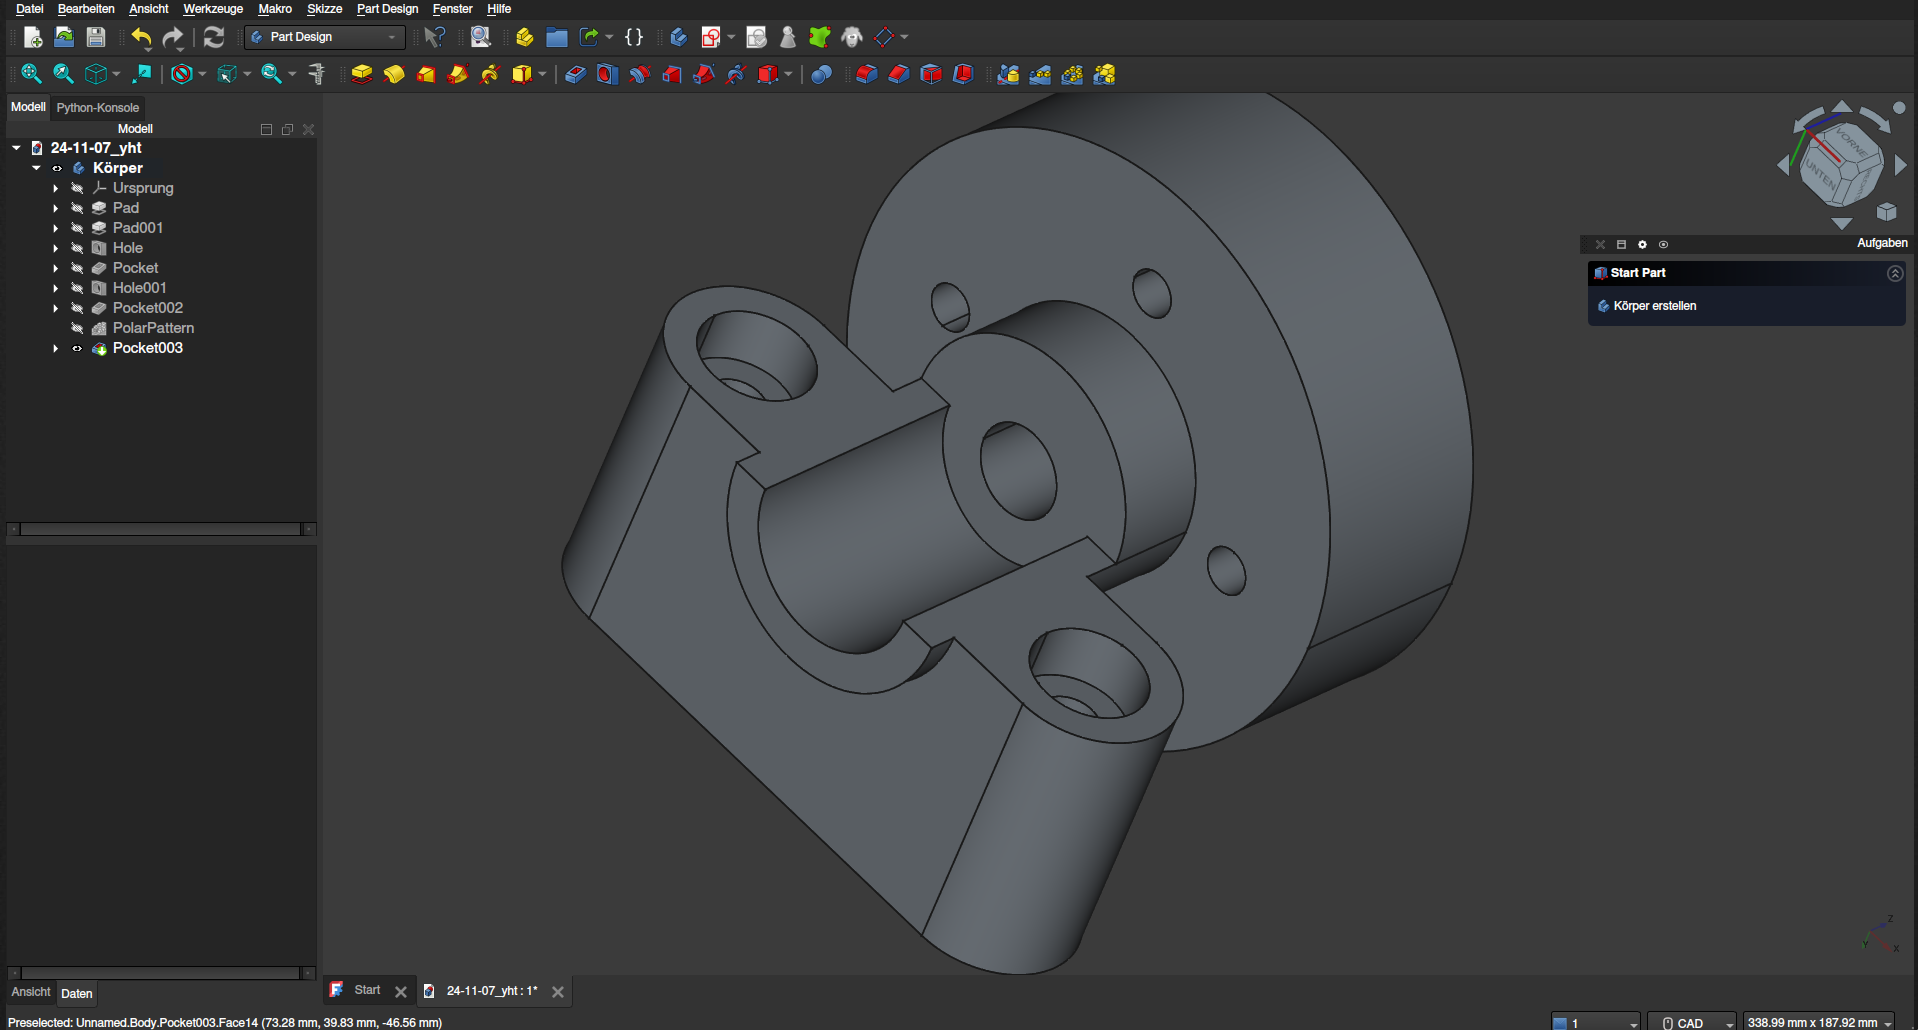 Datei Bearbeiten Ansicht Werkzeuge Makro Skizze Part Design Fenster Hilfe
Part Design
Modell Python-Konsole
Modell
24-11-07_yht
Körper
Ursprung
Pad
Pad001
Hole
Pocket
Hole001
Pocket002
PolarPattern
Pocket003
VORNE
UNTEN
Aufgaben
Start Part
Körper erstellen
Z
Y
X
Ansicht Daten
Start
24-11-07_yht : 1*
Preselected: Unnamed.Body.Pocket003.Face14 (73.28 mm, 39.83 mm, -46.56 mm)
1
CAD
338.99 mm x 187.92 mm